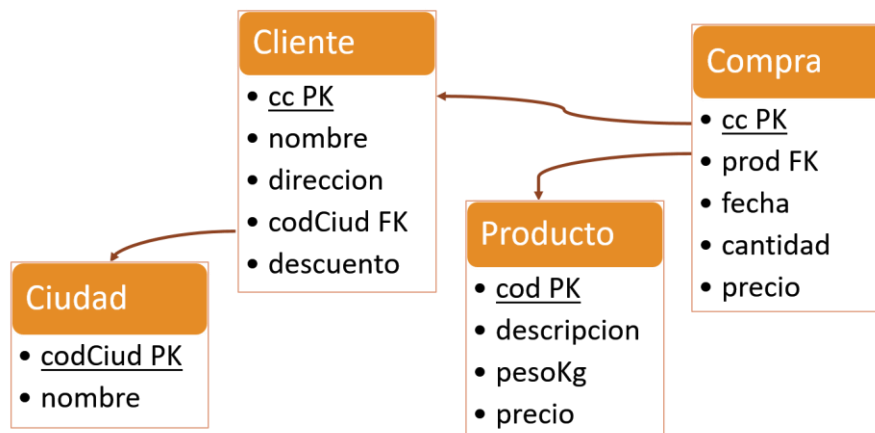 Cliente
• cc PK
• nombre
• direccion
• codCiud FK
• descuento
Compra
• cc PK
• prod FK
• fecha
• cantidad
• precio
Producto
• cod PK
• descripcion
• pesoKg
• precio
Ciudad
• codCiud PK
• nombre